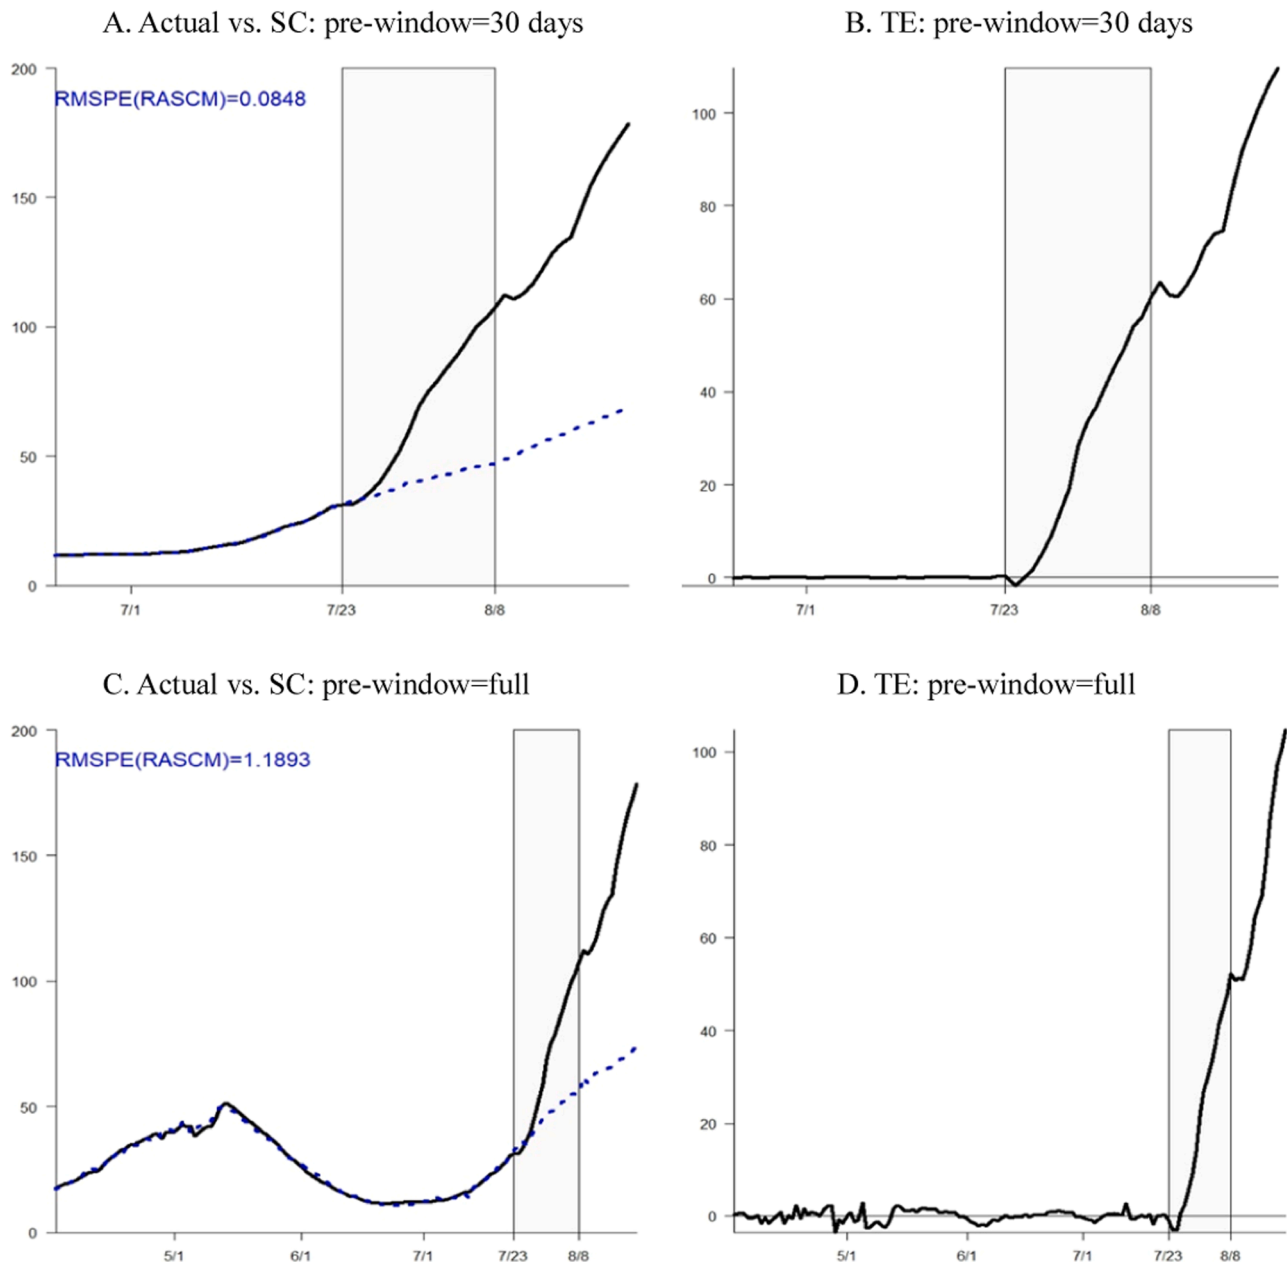 A. Actual vs. SC: pre-window=30 days
200
RMSPE(RASCM)=0.0848
150
100
50
0
7/1 7/23 8/8
B. TE: pre-window=30 days
100
80
60
40
20
0
7/1 7/23 8/8
C. Actual vs. SC: pre-window=full
200
RMSPE(RASCM)=1.1893
150
100
50
0
5/1 6/1 7/1 7/23 8/8
D. TE: pre-window=full
100
80
60
40
20
0
5/1 6/1 7/1 7/23 8/8